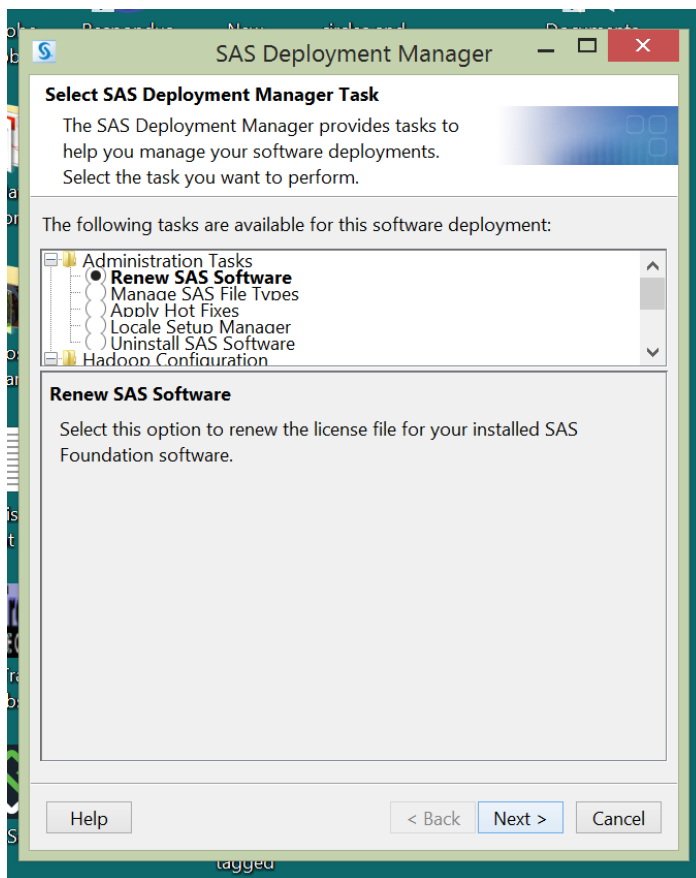 SAS Deployment Manager
Select SAS Deployment Manager Task
The SAS Deployment Manager provides tasks to
help you manage your software deployments.
Select the task you want to perform.
The following tasks are available for this software deployment:
Administration Tasks
Renew SAS Software
Manage SAS File Types
Apply Hot Fixes
Locale Setup Manager
Uninstall SAS Software
Hadoop Configuration
Renew SAS Software
Select this option to renew the license file for your installed SAS
Foundation software.
Help
< Back
Next >
Cancel
tagged